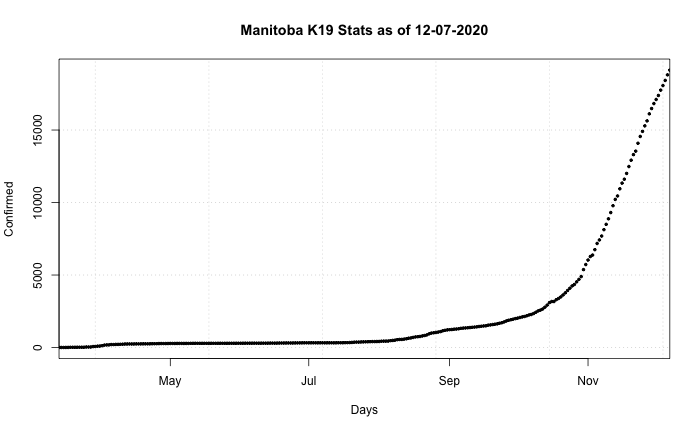 Manitoba K19 Stats as of 12-07-2020
Confirmed
15000
10000
5000
0
May Jul Sep Nov
Days